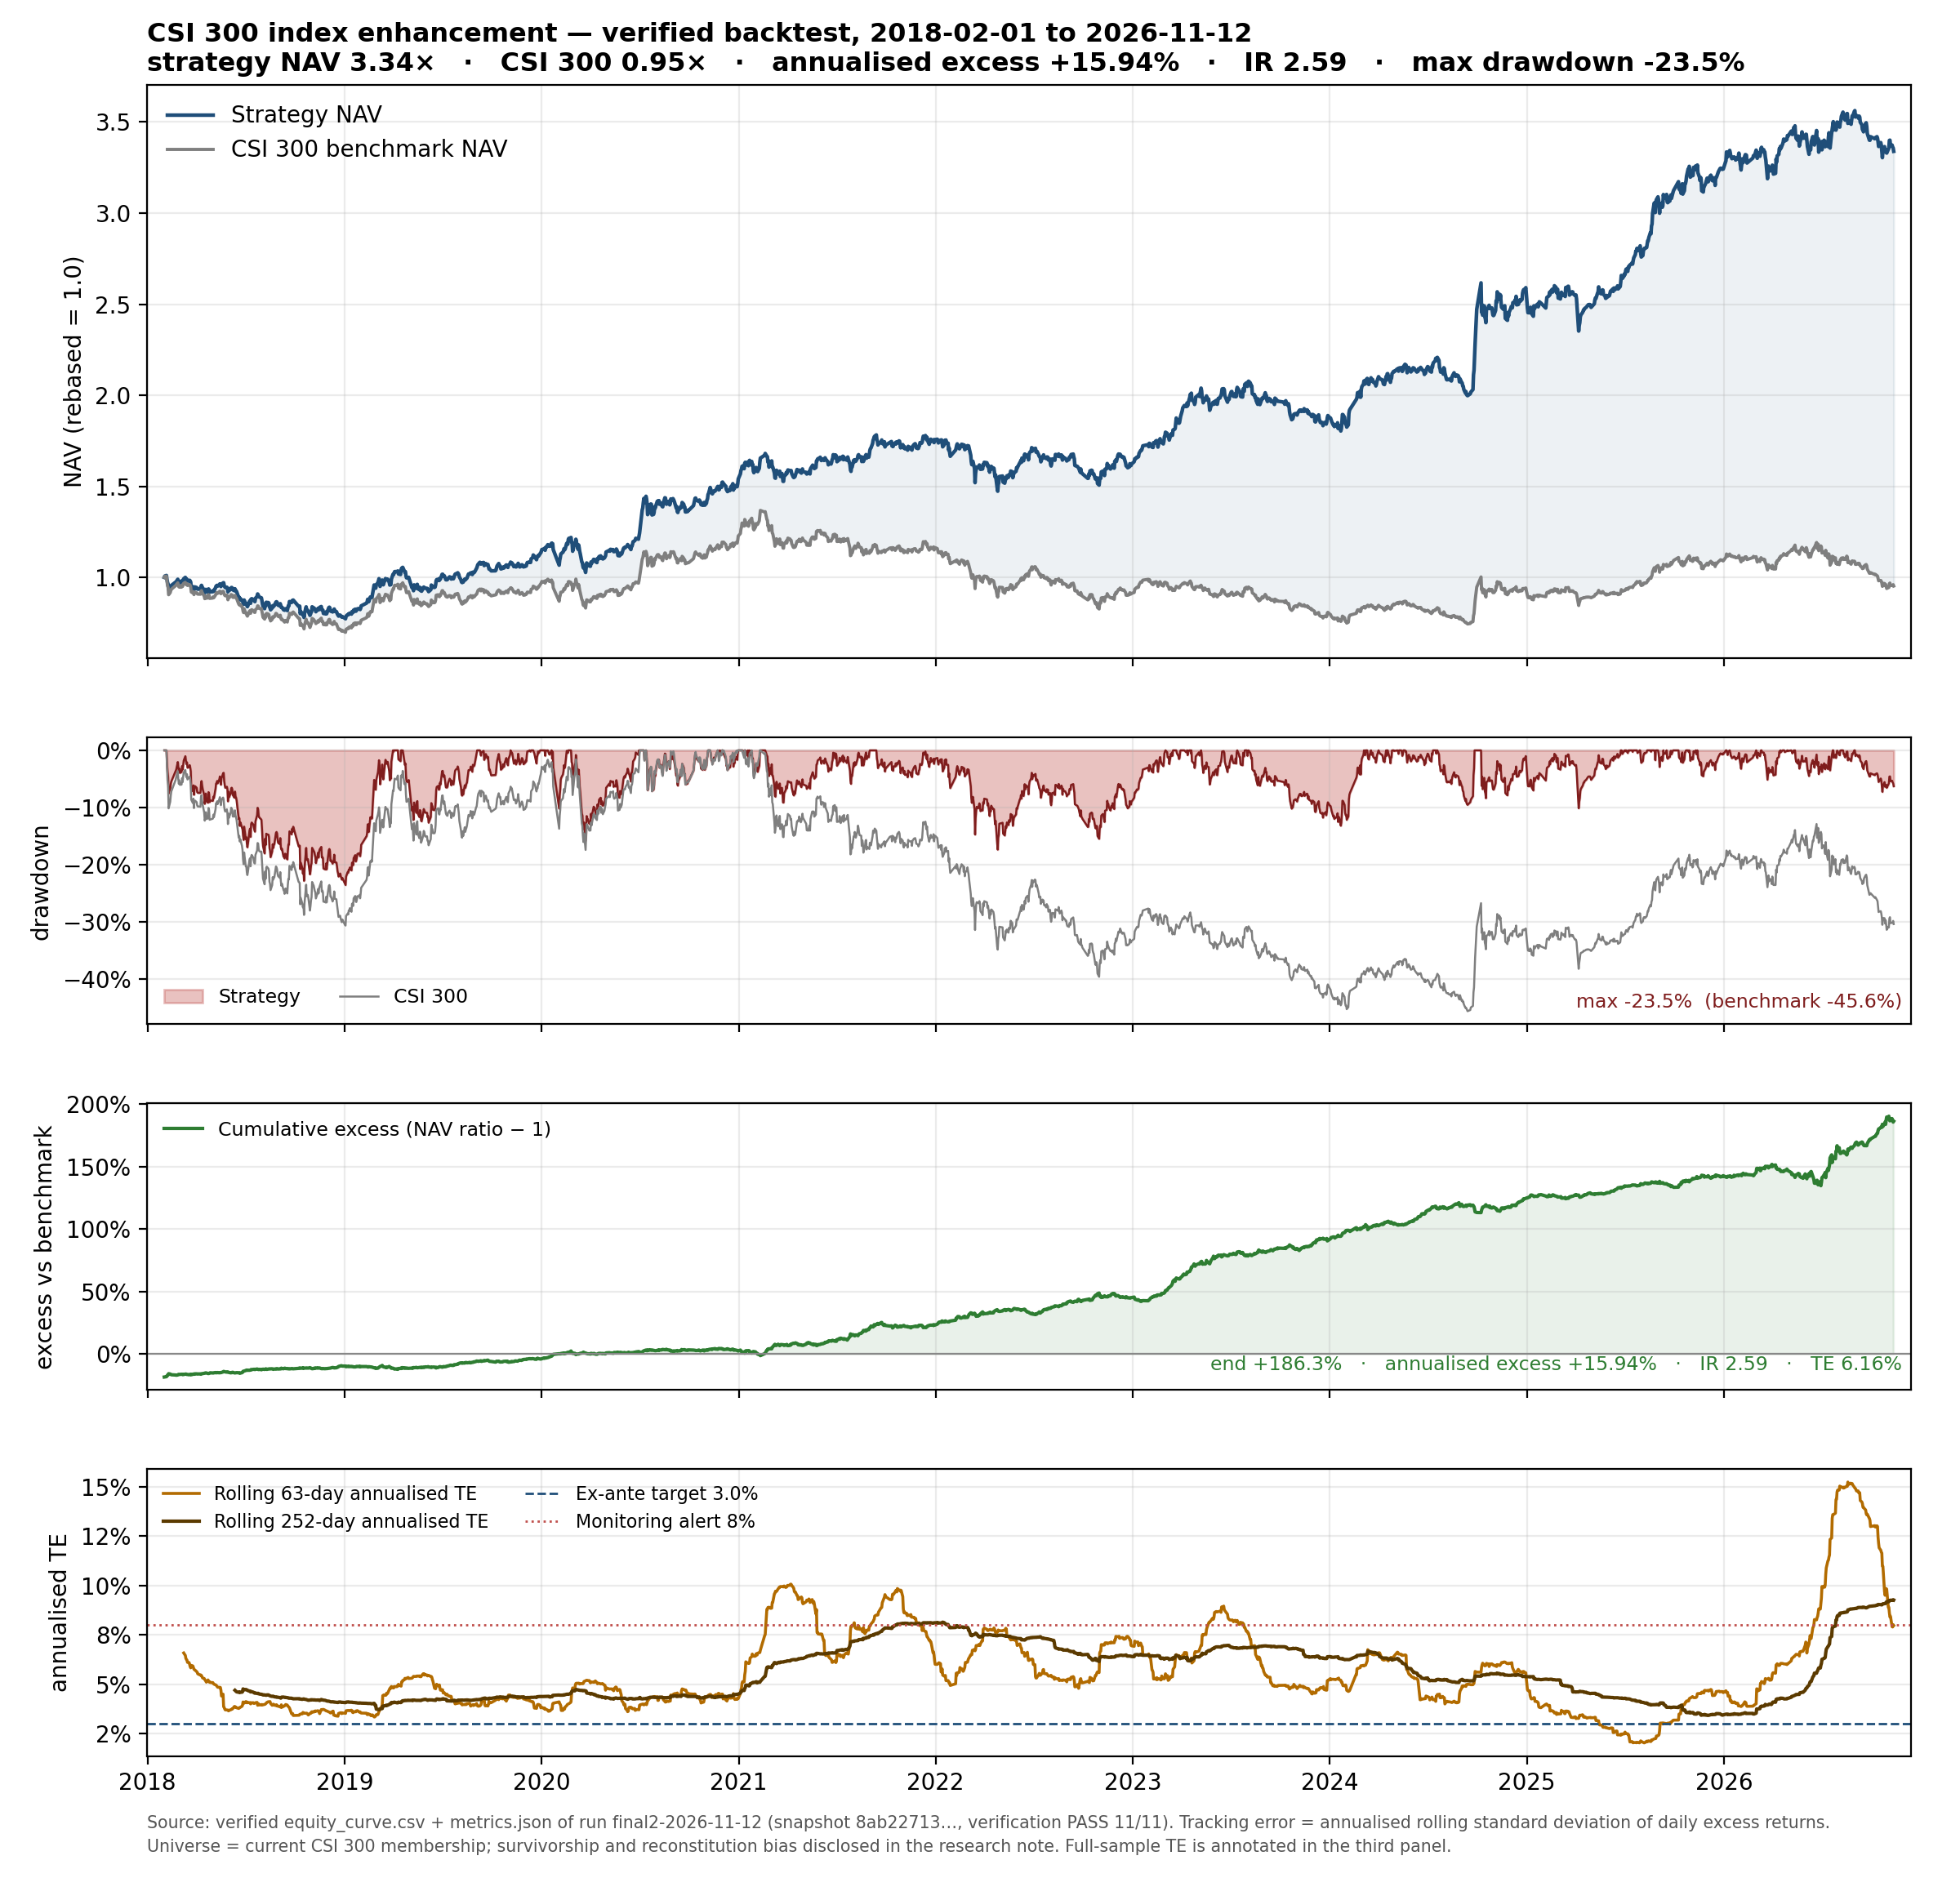 CSI 300 index enhancement — verified backtest, 2018-02-01 to 2026-11-12
strategy NAV 3.34× · CSI 300 0.95× · annualised excess +15.94% · IR 2.59 · max drawdown -23.5%
Strategy NAV
CSI 300 benchmark NAV
NAV (rebased = 1.0)
3.5
3.0
2.5
2.0
1.5
1.0
drawdown
0%
−10%
−20%
−30%
−40%
Strategy
CSI 300
max -23.5% (benchmark -45.6%)
excess vs benchmark
200%
150%
100%
50%
0%
Cumulative excess (NAV ratio − 1)
end +186.3% · annualised excess +15.94% · IR 2.59 · TE 6.16%
annualised TE
15%
12%
10%
8%
5%
2%
Rolling 63-day annualised TE
Rolling 252-day annualised TE
Ex-ante target 3.0%
Monitoring alert 8%
2018 2019 2020 2021 2022 2023 2024 2025 2026
Source: verified equity_curve.csv + metrics.json of run final2-2026-11-12 (snapshot 8ab22713…, verification PASS 11/11). Tracking error = annualised rolling standard deviation of daily excess returns.
Universe = current CSI 300 membership; survivorship and reconstitution bias disclosed in the research note. Full-sample TE is annotated in the third panel.